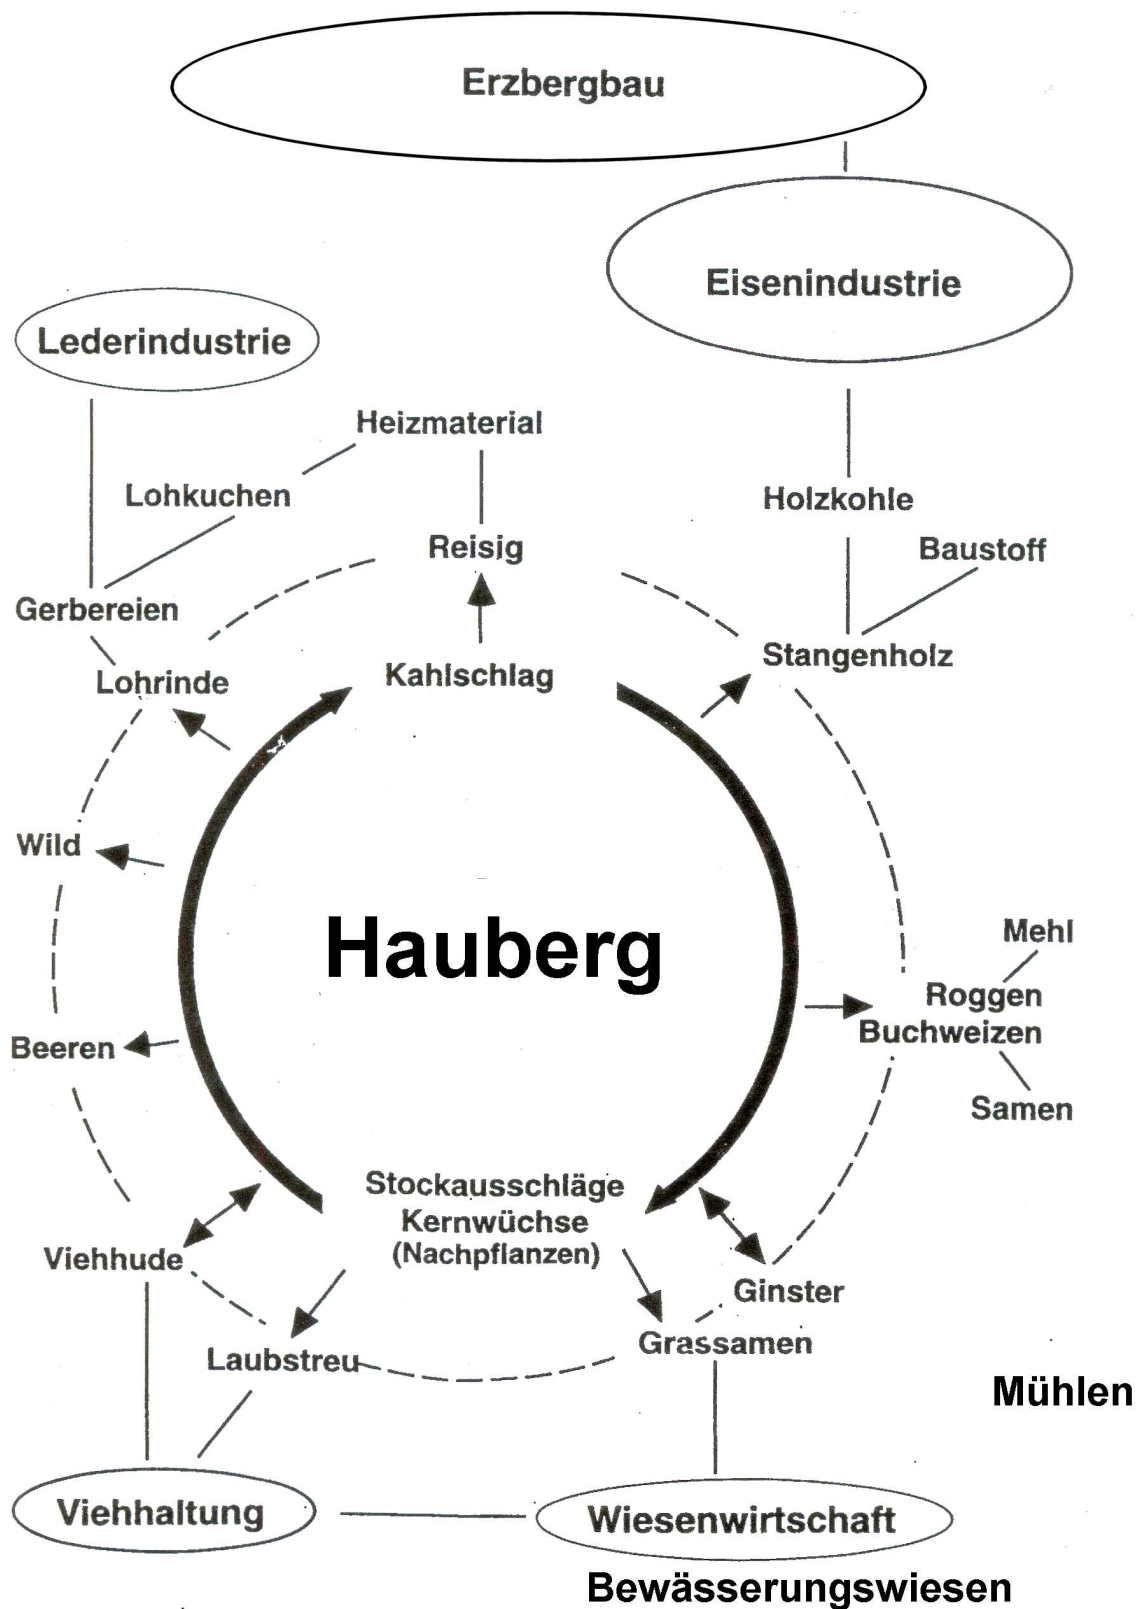 Erzbergbau
Eisenindustrie
Lederindustrie
Heizmaterial
Lohkuchen
Holzkohle
Baustoff
Reisig
Gerbereien
Stangenholz
Lohrinde
Kahlschlag
Wild
Hauberg
Mehl
Roggen
Buchweizen
Beeren
Samen
Stockausschläge
Kernwüchse
(Nachpflanzen)
Viehhude
Ginster
Grassamen
Laubstreu
Mühlen
Viehhaltung
Wiesenwirtschaft
Bewässerungswiesen